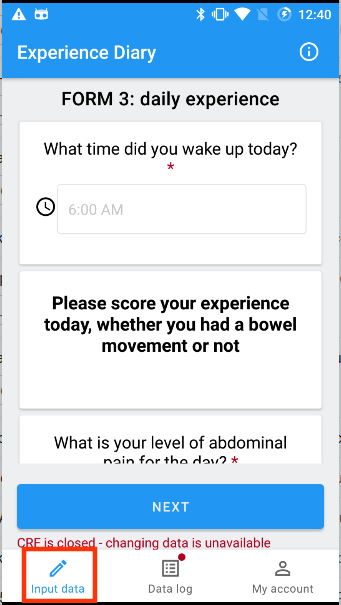 12:40
Experience Diary
FORM 3: daily experience
What time did you wake up today?
*
6:00 AM
Please score your experience
today, whether you had a bowel
movement or not
What is your level of abdominal
pain for the day? *
NEXT
CRF is closed - changing data is unavailable
Input data
Data log
My account